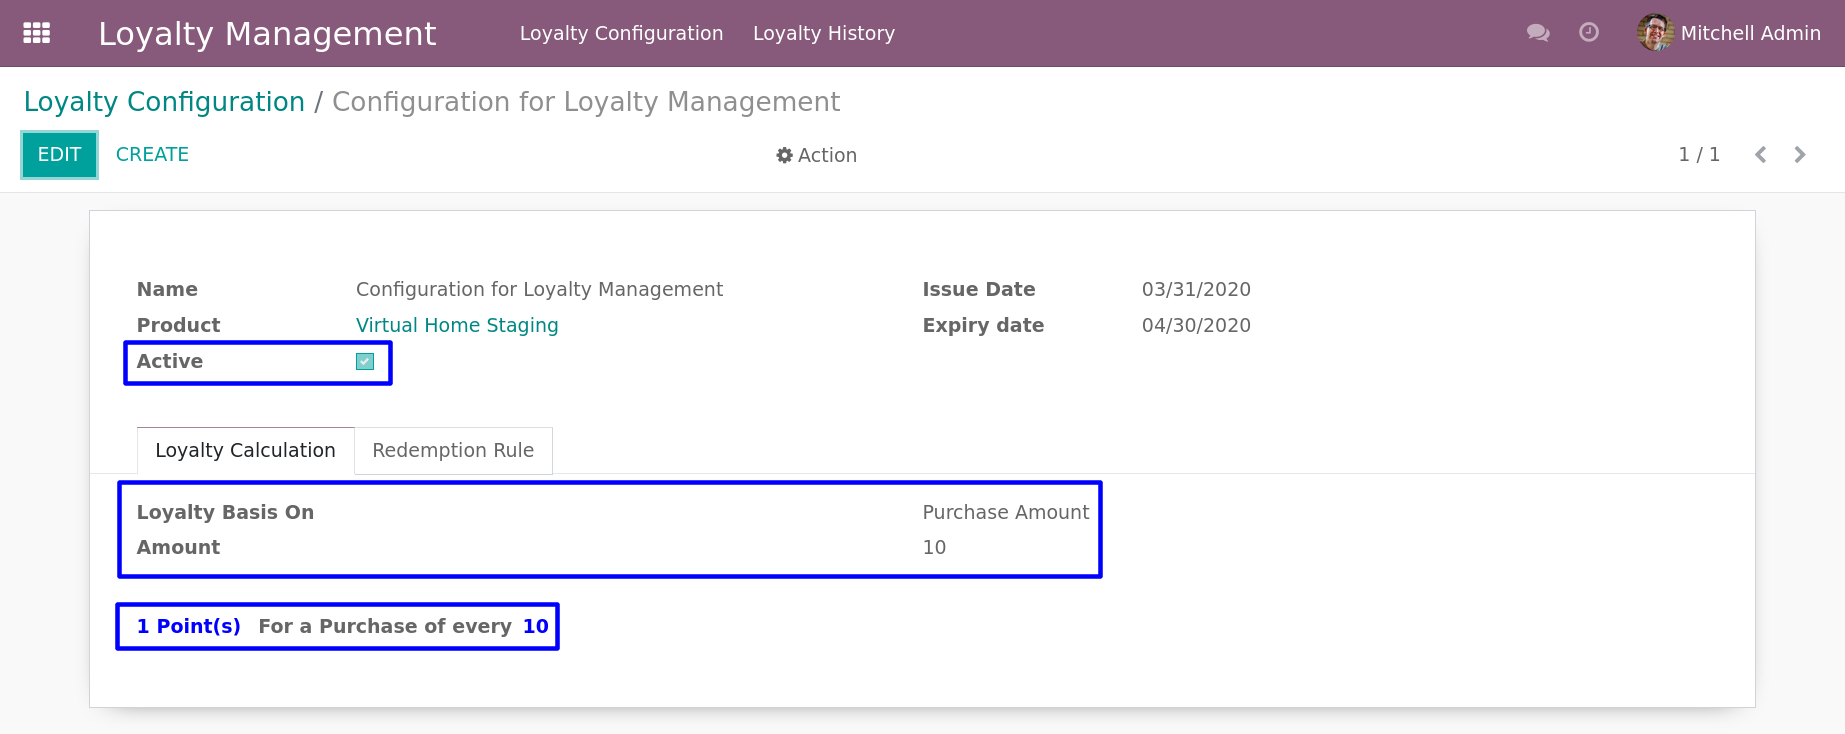 Loyalty Management Loyalty Configuration Loyalty History Mitchell Admin
Loyalty Configuration / Configuration for Loyalty Management
EDIT CREATE Action 1 / 1
Name Configuration for Loyalty Management Issue Date 03/31/2020
Product Virtual Home Staging Expiry date 04/30/2020
Active
Loyalty Calculation Redemption Rule
Loyalty Basis On Purchase Amount
Amount 10
1 Point(s) For a Purchase of every 10